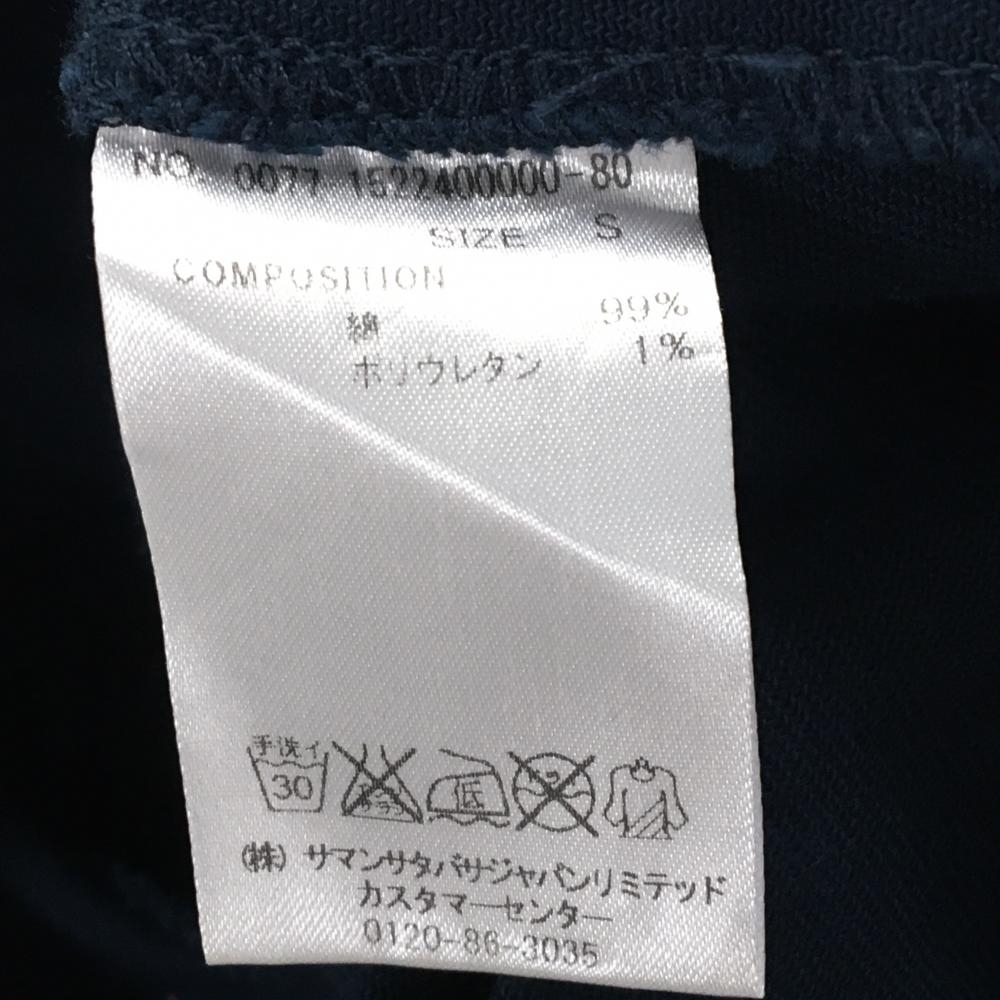 NO. 0077 1522400000-80
SIZE S
COMPOSITION
綿 99%
ポリウレタン 1%
手洗イ
30
低
(株) サマンサタバサジャパンリミテッド
カスタマーセンター
0120-86-3035